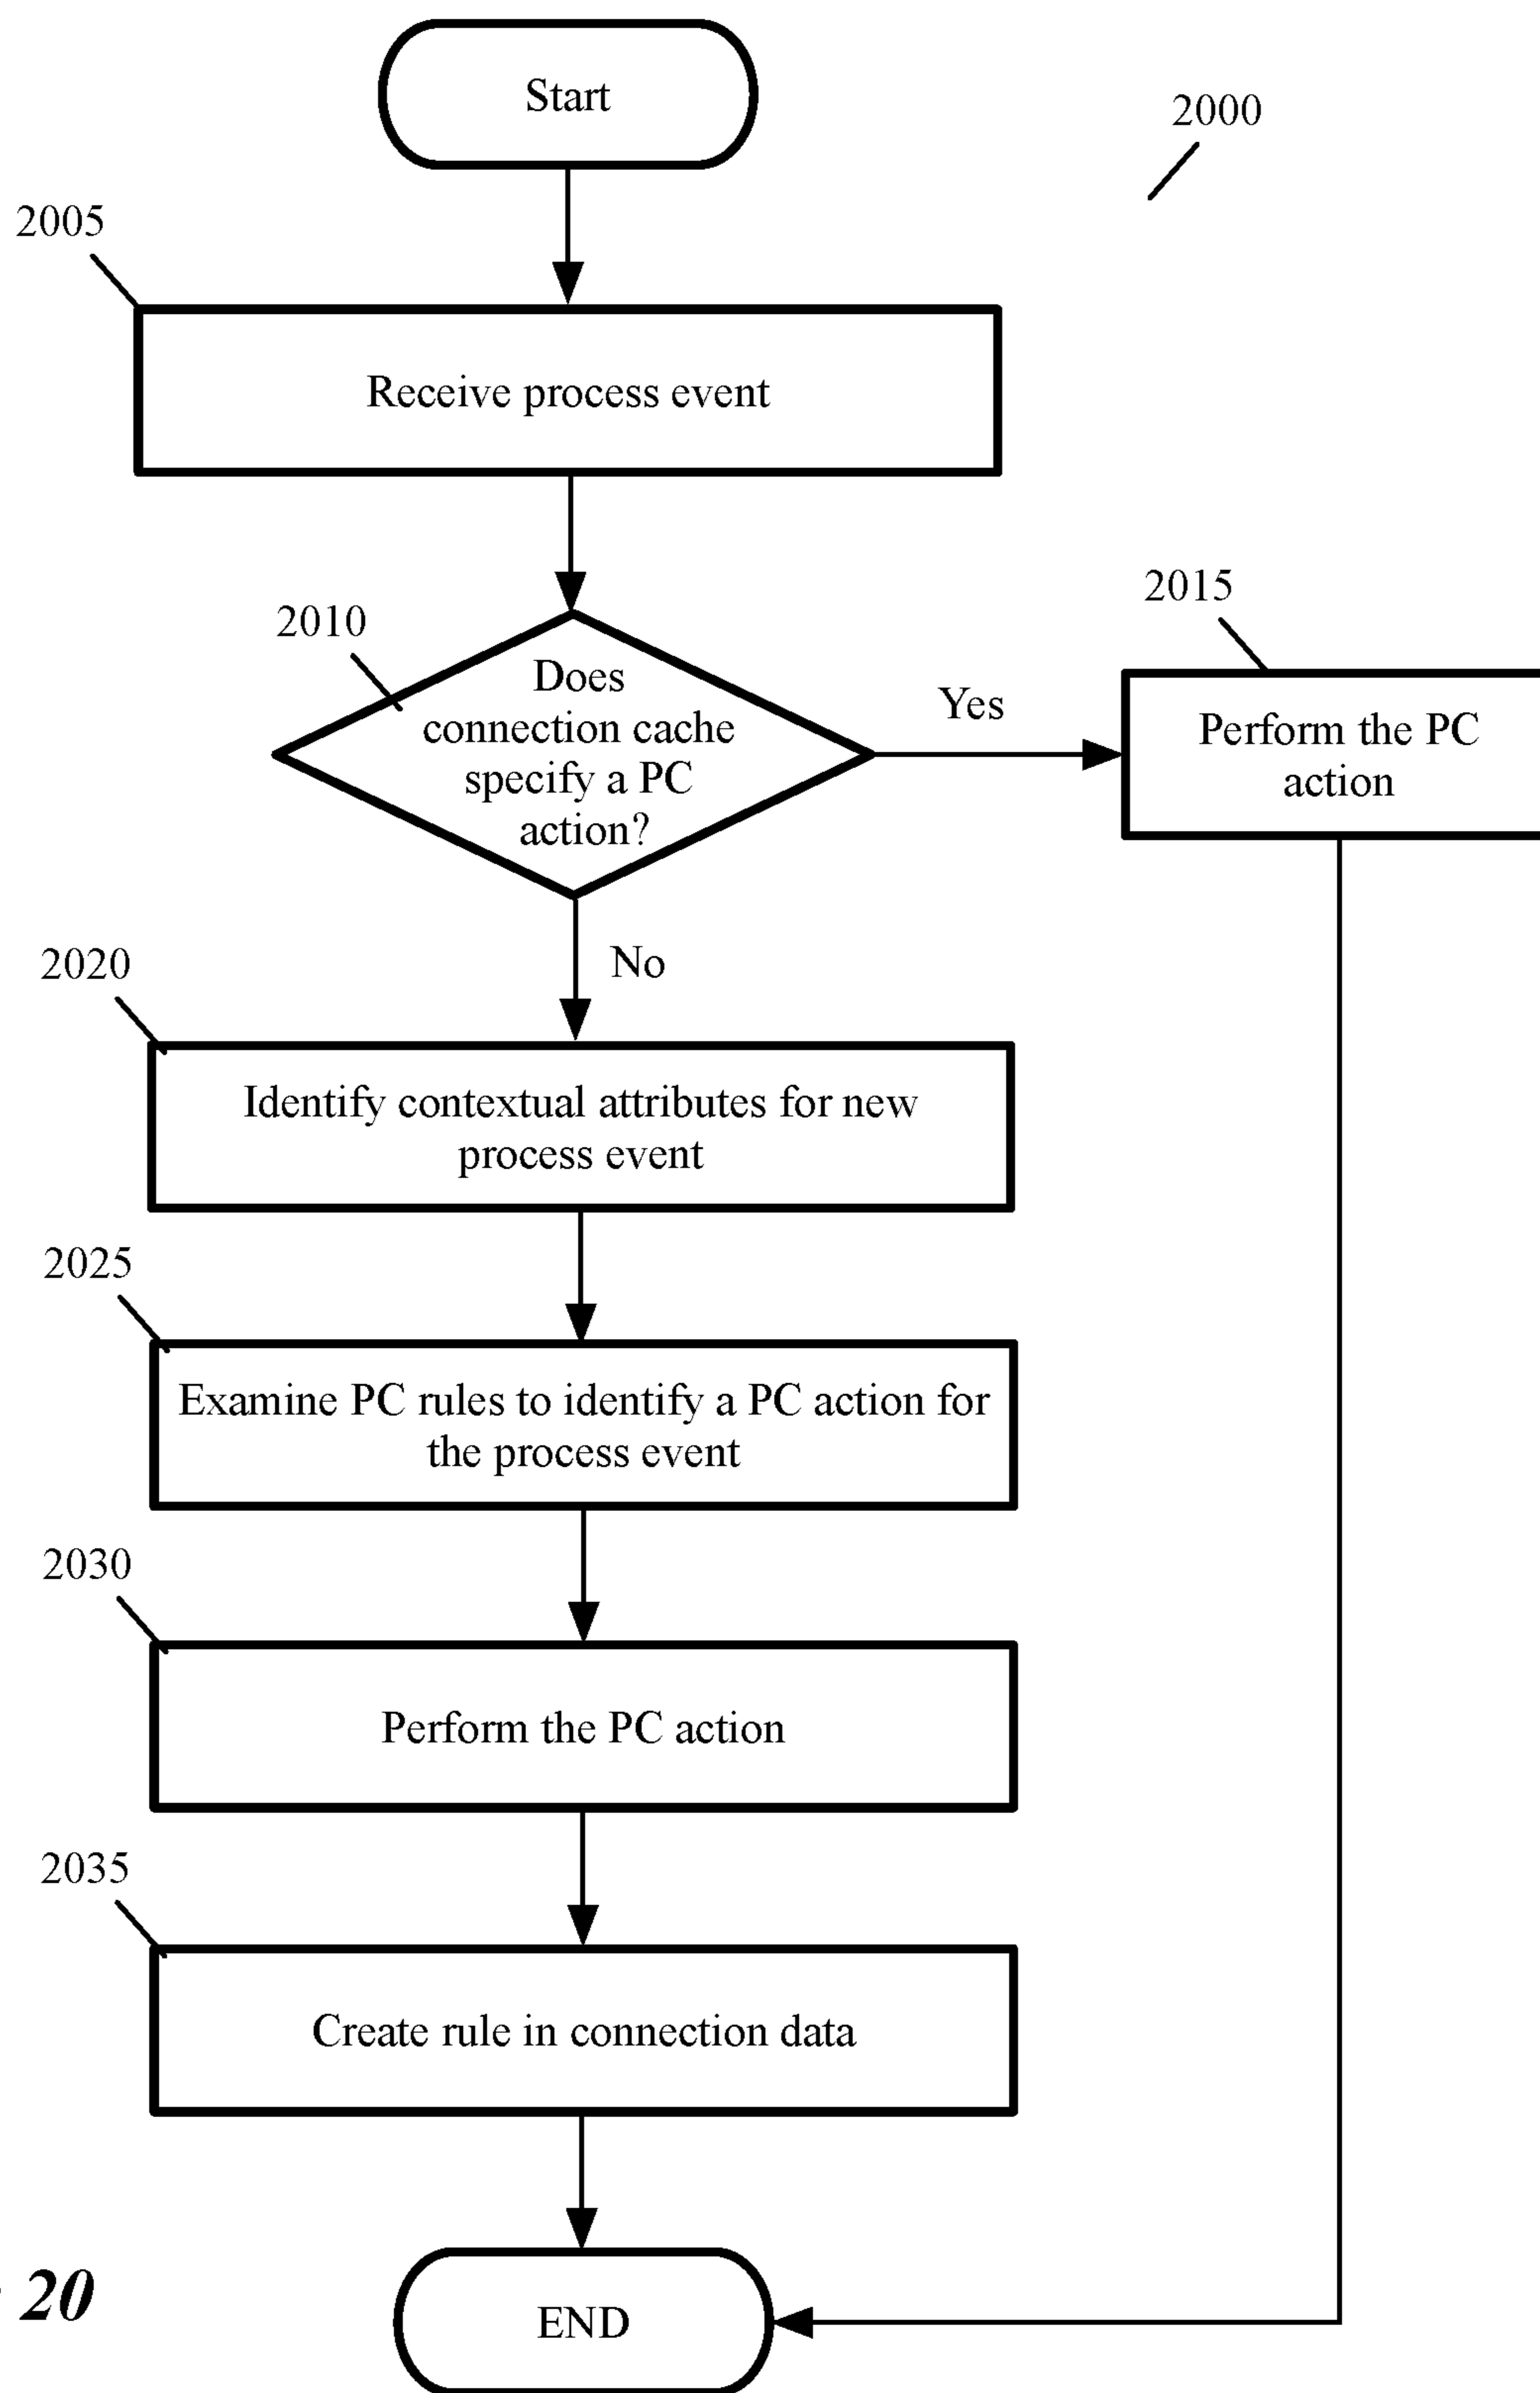 Start
2000
2005
Receive process event
2010
Does
connection cache
specify a PC
action?
Yes
2015
Perform the PC
action
No
2020
Identify contextual attributes for new
process event
2025
Examine PC rules to identify a PC action for
the process event
2030
Perform the PC action
2035
Create rule in connection data
20
END